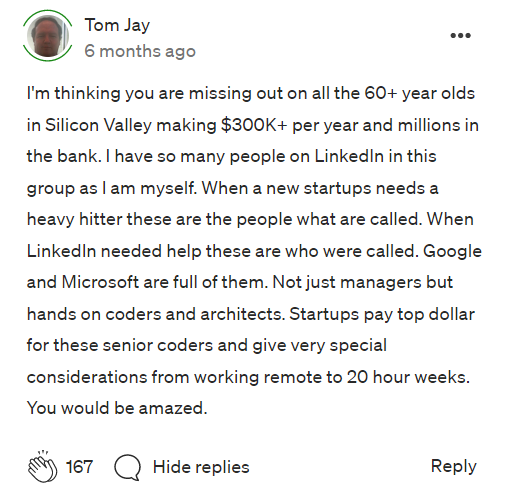 Tom Jay
6 months ago
I'm thinking you are missing out on all the 60+ year olds
in Silicon Valley making $300K+ per year and millions in
the bank. I have so many people on LinkedIn in this
group as I am myself. When a new startups needs a
heavy hitter these are the people what are called. When
LinkedIn needed help these are who were called. Google
and Microsoft are full of them. Not just managers but
hands on coders and architects. Startups pay top dollar
for these senior coders and give very special
considerations from working remote to 20 hour weeks.
You would be amazed.
167 Hide replies Reply